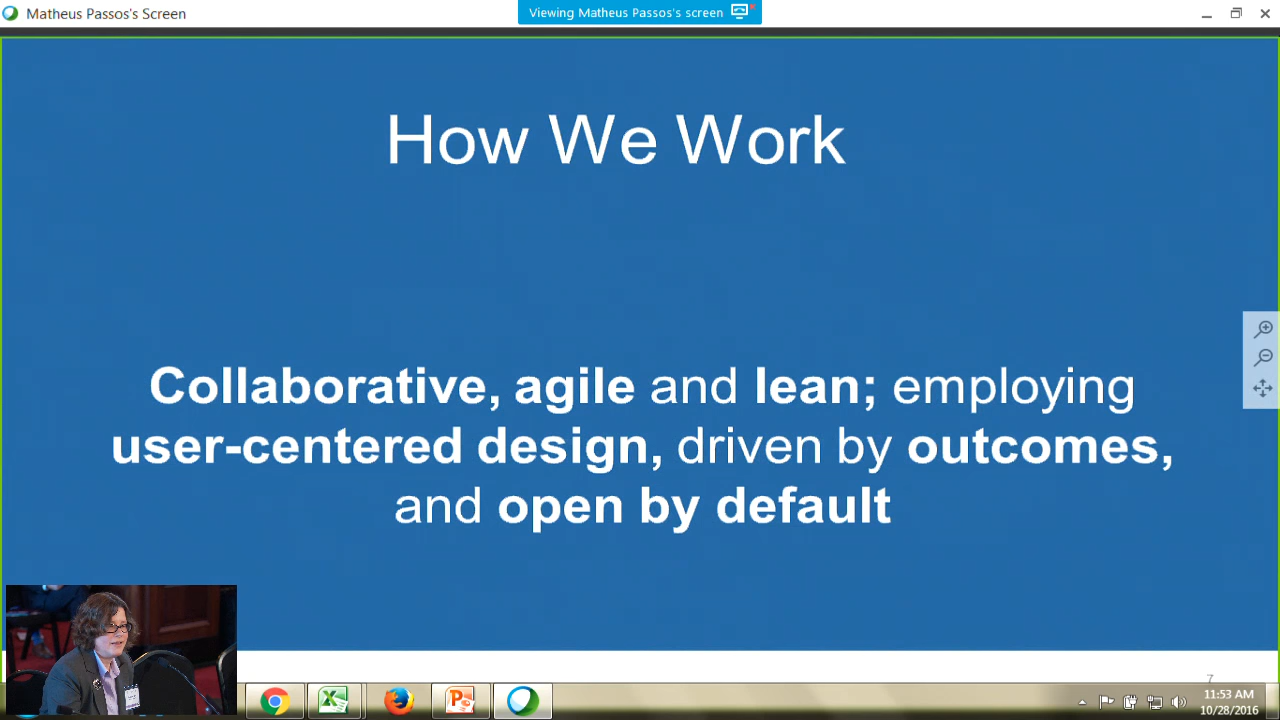 Matheus Passos's Screen
Viewing Matheus Passos's screen
How We Work
Collaborative, agile and lean; employing
user-centered design, driven by outcomes,
and open by default
7
11:53 AM
10/28/2016